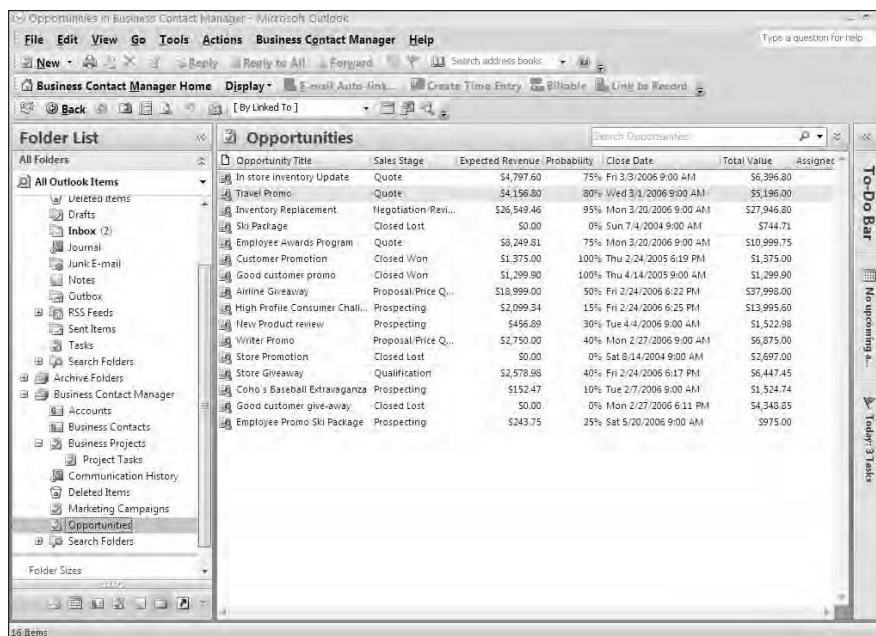 Opportunities in Business Contact Manager - Microsoft Outlook
File Edit View Go Tools Actions Business Contact Manager Help
Type a question for help
New Reply Reply to All Forward Search address books
Business Contact Manager Home Display E-mail Auto-link... Create Time Entry Billable Link to Record
Back [By Linked To]
Folder List
All Folders
All Outlook Items
Deleted Items
Drafts
Inbox (2)
Journal
Junk E-mail
Notes
Outbox
RSS Feeds
Sent Items
Tasks
Search Folders
Archive Folders
Business Contact Manager
Accounts
Business Contacts
Business Projects
Project Tasks
Communication History
Deleted Items
Marketing Campaigns
Opportunities
Search Folders
Folder Sizes
Opportunities
Search Opportunities
Opportunity Title Sales Stage Expected Revenue Probability Close Date Total Value Assigned
In store inventory Update Quote $4,797.60 75% Fri 3/3/2006 9:00 AM $6,396.80
Travel Promo Quote $4,156.80 80% Wed 3/1/2006 9:00 AM $5,196.00
Inventory Replacement Negotiation/Revi... $26,549.46 95% Mon 3/20/2006 9:00 AM $27,946.80
Ski Package Closed Lost $0.00 0% Sun 7/4/2004 9:00 AM $744.71
Employee Awards Program Quote $8,249.81 75% Mon 3/20/2006 9:00 AM $10,999.75
Customer Promotion Closed Won $1,375.00 100% Thu 2/24/2005 6:19 PM $1,375.00
Good customer promo Closed Won $1,299.90 100% Thu 4/14/2005 9:00 AM $1,299.90
Airline Giveaway Proposal/Price Q... $18,999.00 50% Fri 2/24/2006 6:22 PM $37,998.00
High Profile Consumer Chall... Prospecting $2,099.34 15% Fri 2/24/2006 6:25 PM $13,995.60
New Product review Prospecting $456.89 30% Tue 4/4/2006 9:00 AM $1,522.98
Writer Promo Proposal/Price Q... $2,750.00 40% Mon 2/27/2006 9:00 AM $6,875.00
Store Promotion Closed Lost $0.00 0% Sat 8/14/2004 9:00 AM $2,697.00
Store Giveaway Qualification $2,578.98 40% Fri 2/24/2006 6:17 PM $6,447.45
Coho's Baseball Extravaganza Prospecting $152.47 10% Tue 2/7/2006 9:00 AM $1,524.74
Good customer give-away Closed Lost $0.00 0% Mon 2/27/2006 6:11 PM $4,348.85
Employee Promo Ski Package Prospecting $243.75 25% Sat 5/20/2006 9:00 AM $975.00
To-Do Bar
No upcoming a...
Today: 3 Tasks
16 Items